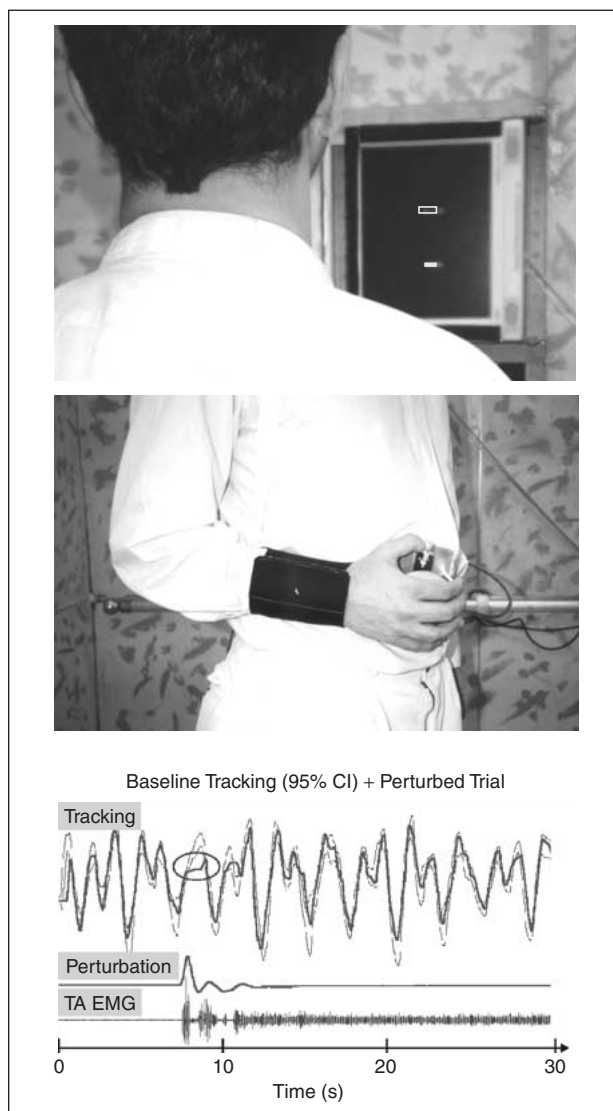 Baseline Tracking (95% CI) + Perturbed Trial
Tracking
Perturbation
TA EMG
0 10 20 30
Time (s)